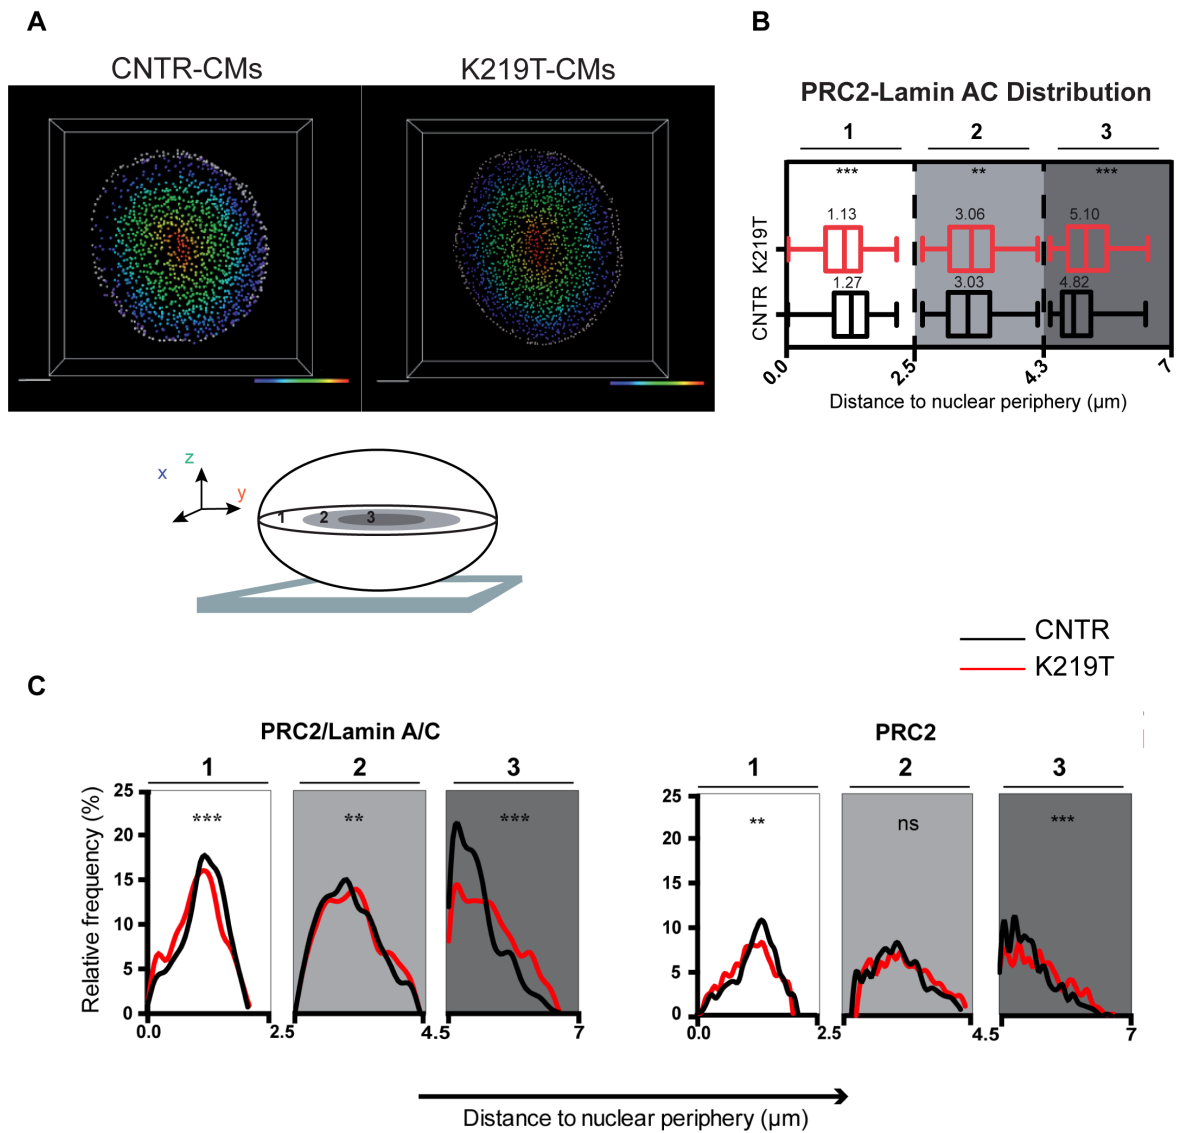 A
CNTR-CMs
K219T-CMs
B
PRC2-Lamin AC Distribution
1 2 3
*** ** ***
K219T
1.13 3.06 5.10
CNTR
1.27 3.03 4.82
0.0 2.5 4.3 7
Distance to nuclear periphery (μm)
x z y
1 2 3
CNTR
K219T
C
PRC2/Lamin A/C
1 2 3
Relative frequency (%)
25
20
15
10
5
0
*** ** ***
0.0 2.5 4.5 7
PRC2
1 2 3
25
20
15
10
5
0
** ns ***
0.0 2.5 4.5 7
Distance to nuclear periphery (μm)